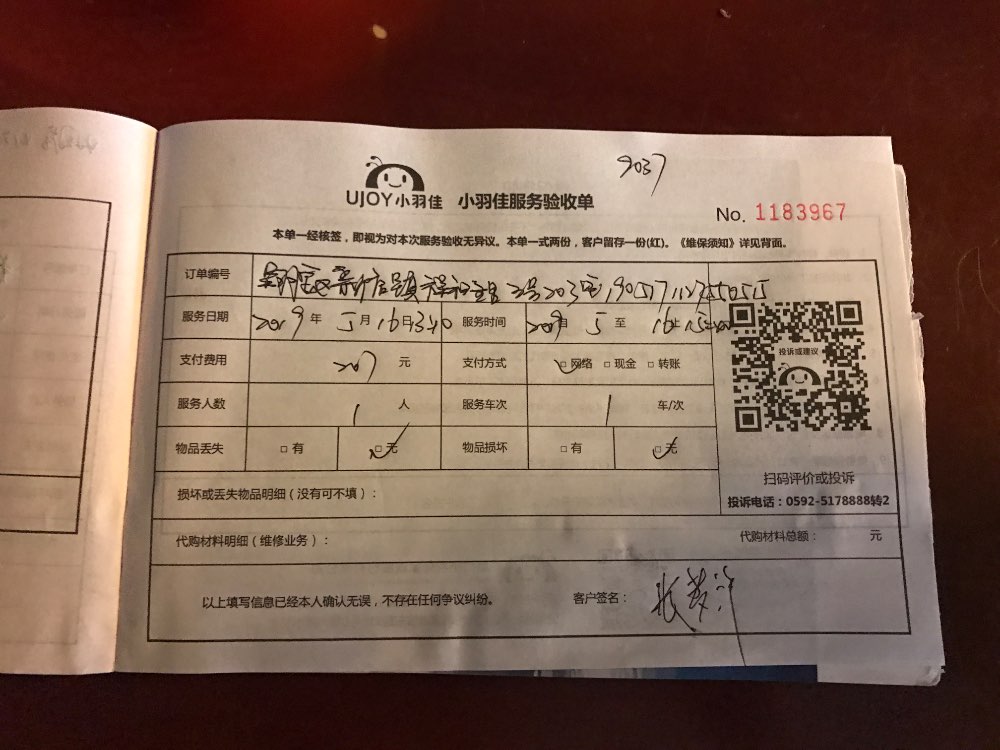 9037
UJOY小羽佳 小羽佳服务验收单
No. 1183967
本单一经核签，即视为对本次服务验收无异议。本单一式两份，客户留存一份(红)。《维保须知》详见背面。
订单编号 203
服务日期 2019 年 5 月 16 日 服务时间 5 至 16
支付费用 元 支付方式 □网络 □现金 □转账
投诉或建议
服务人数 1 人 服务车次 1 车/次
物品丢失 □有 □无 物品损坏 □有 □无
扫码评价或投诉
损坏或丢失物品明细（没有可不填）：
投诉电话：0592-5178888转2
代购材料明细（维修业务）： 代购材料总额： 元
以上填写信息已经本人确认无误，不存在任何争议纠纷。 客户签名：